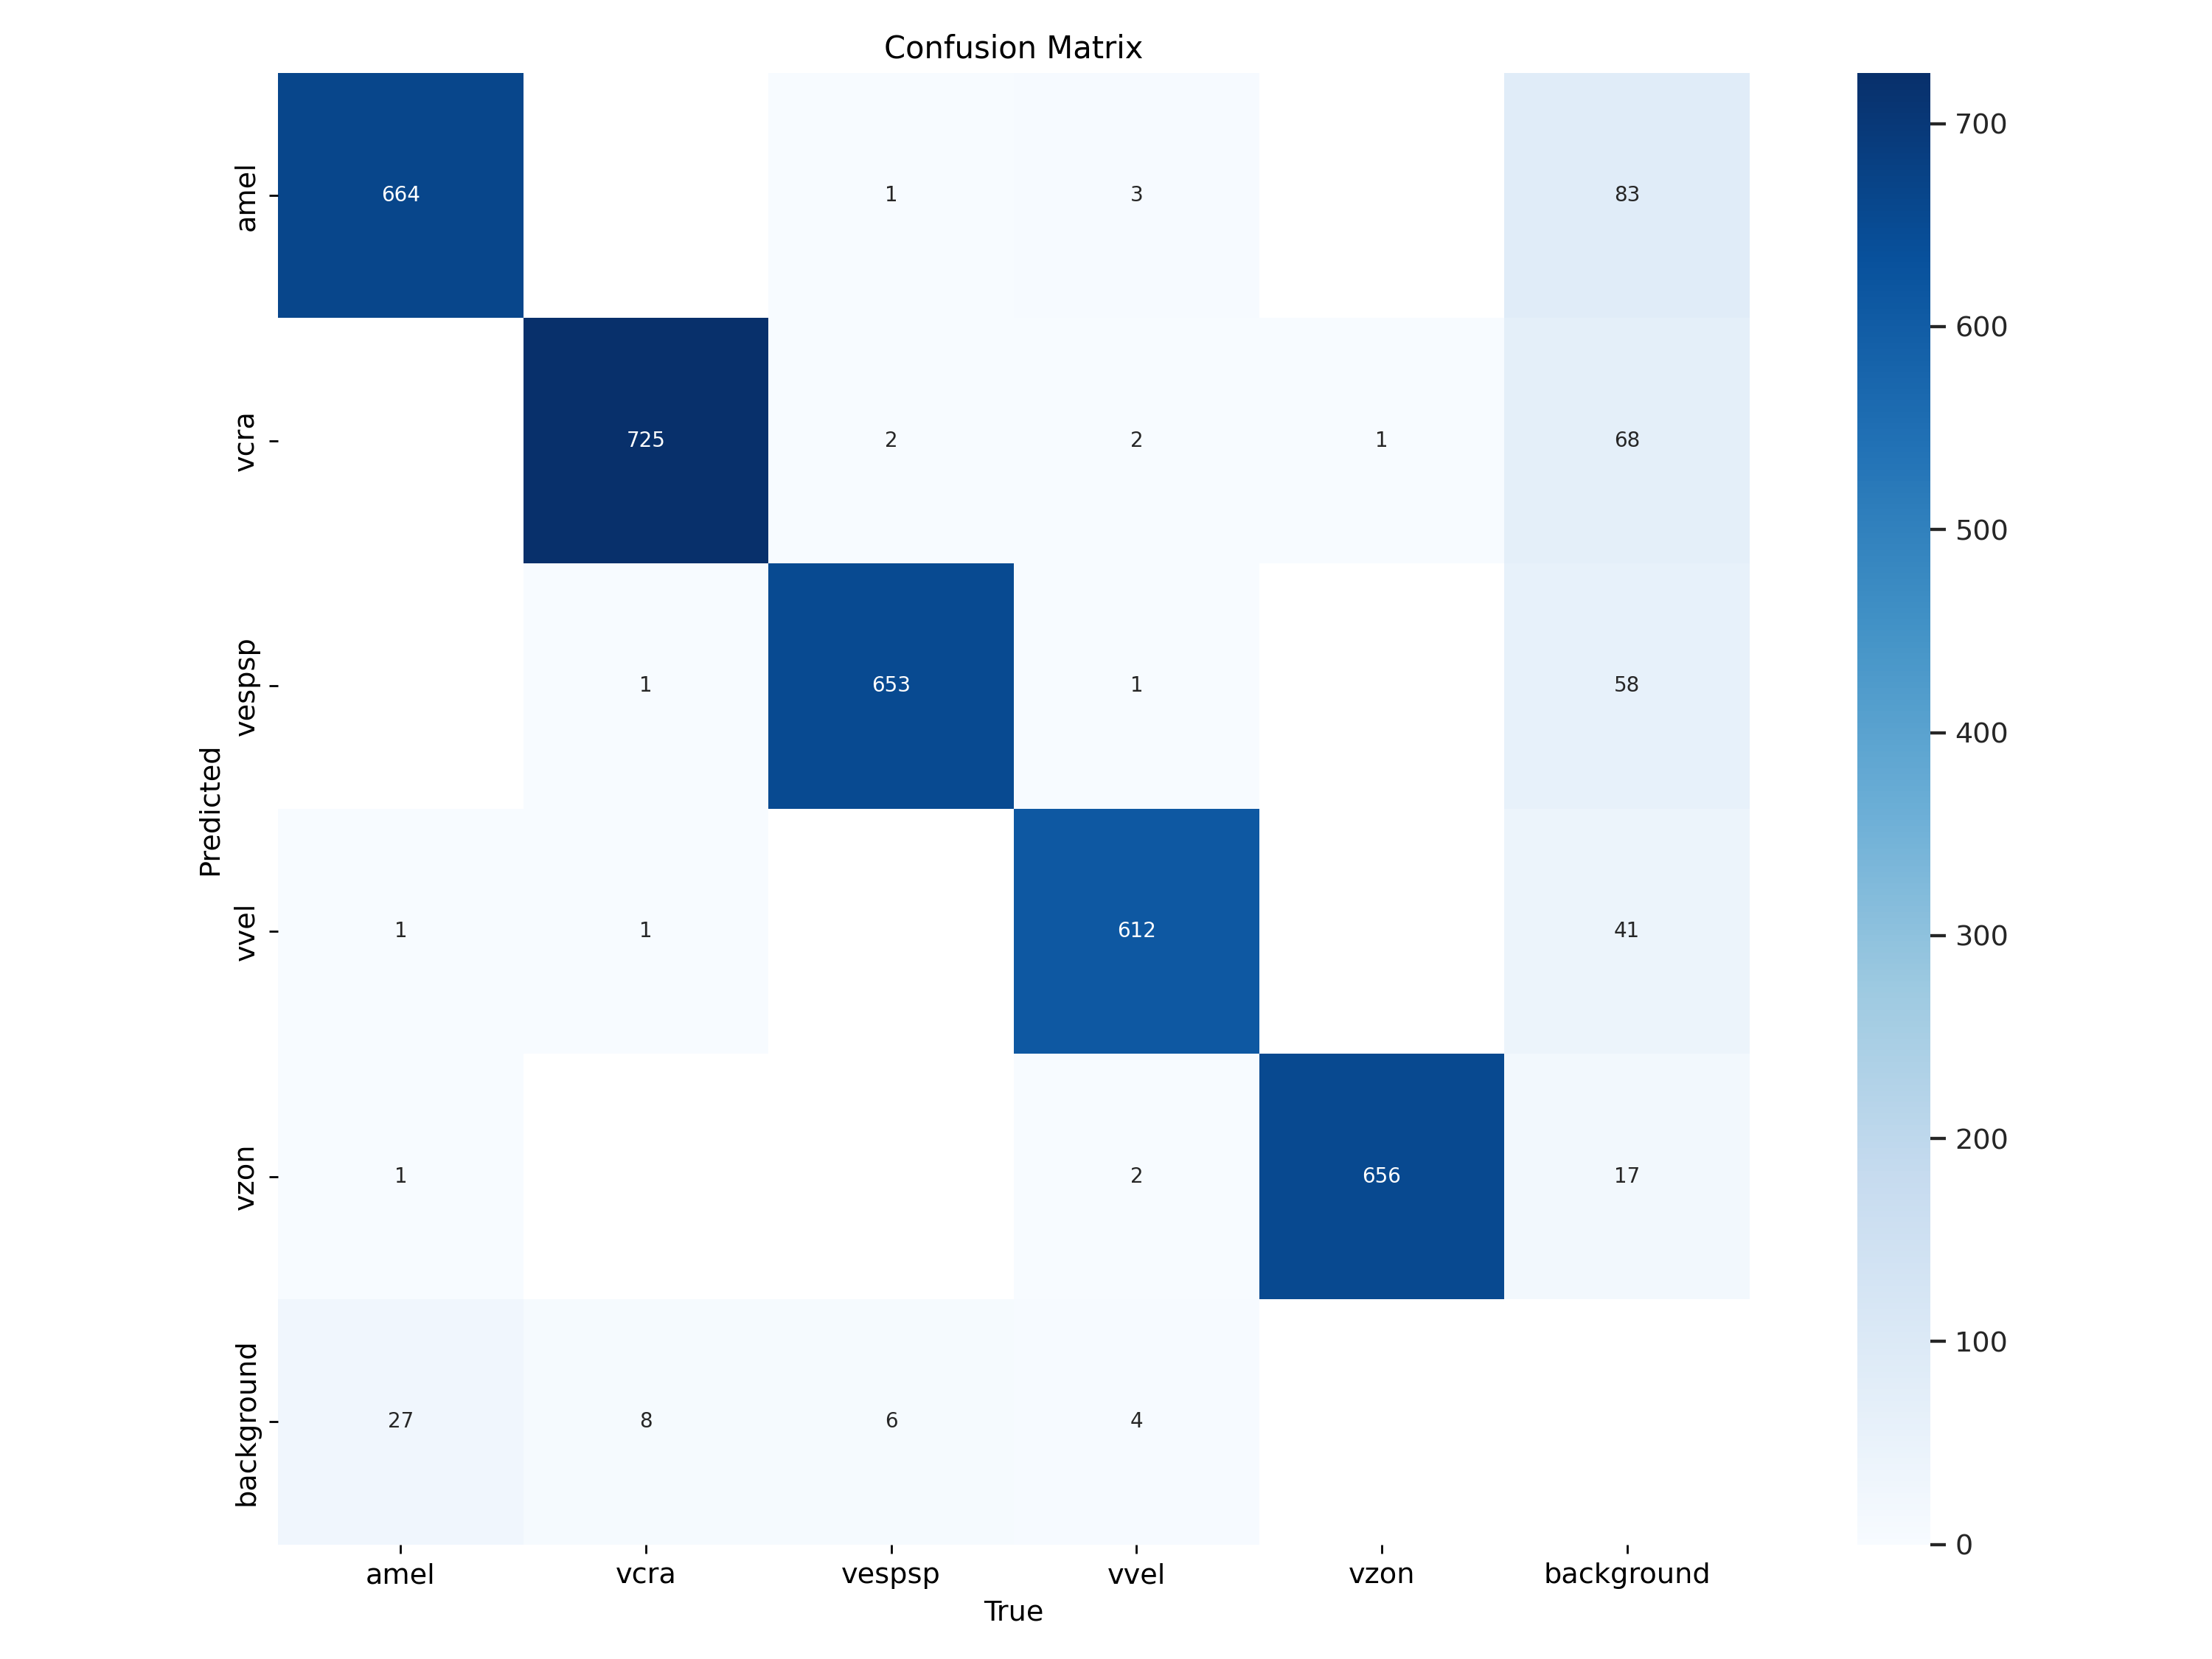 Confusion Matrix
Predicted
amel 664 1 3 83
vcra 725 2 2 1 68
vespsp 1 653 1 58
vvel 1 1 612 41
vzon 1 2 656 17
background 27 8 6 4
amel vcra vespsp vvel vzon background
True
700
600
500
400
300
200
100
0